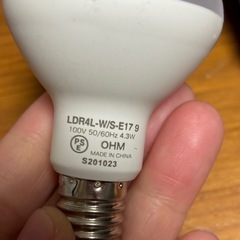 LDR4L-W/S-E17 9
100V 50/60Hz 4.3W
PSE OHM
MADE IN CHINA
S201023